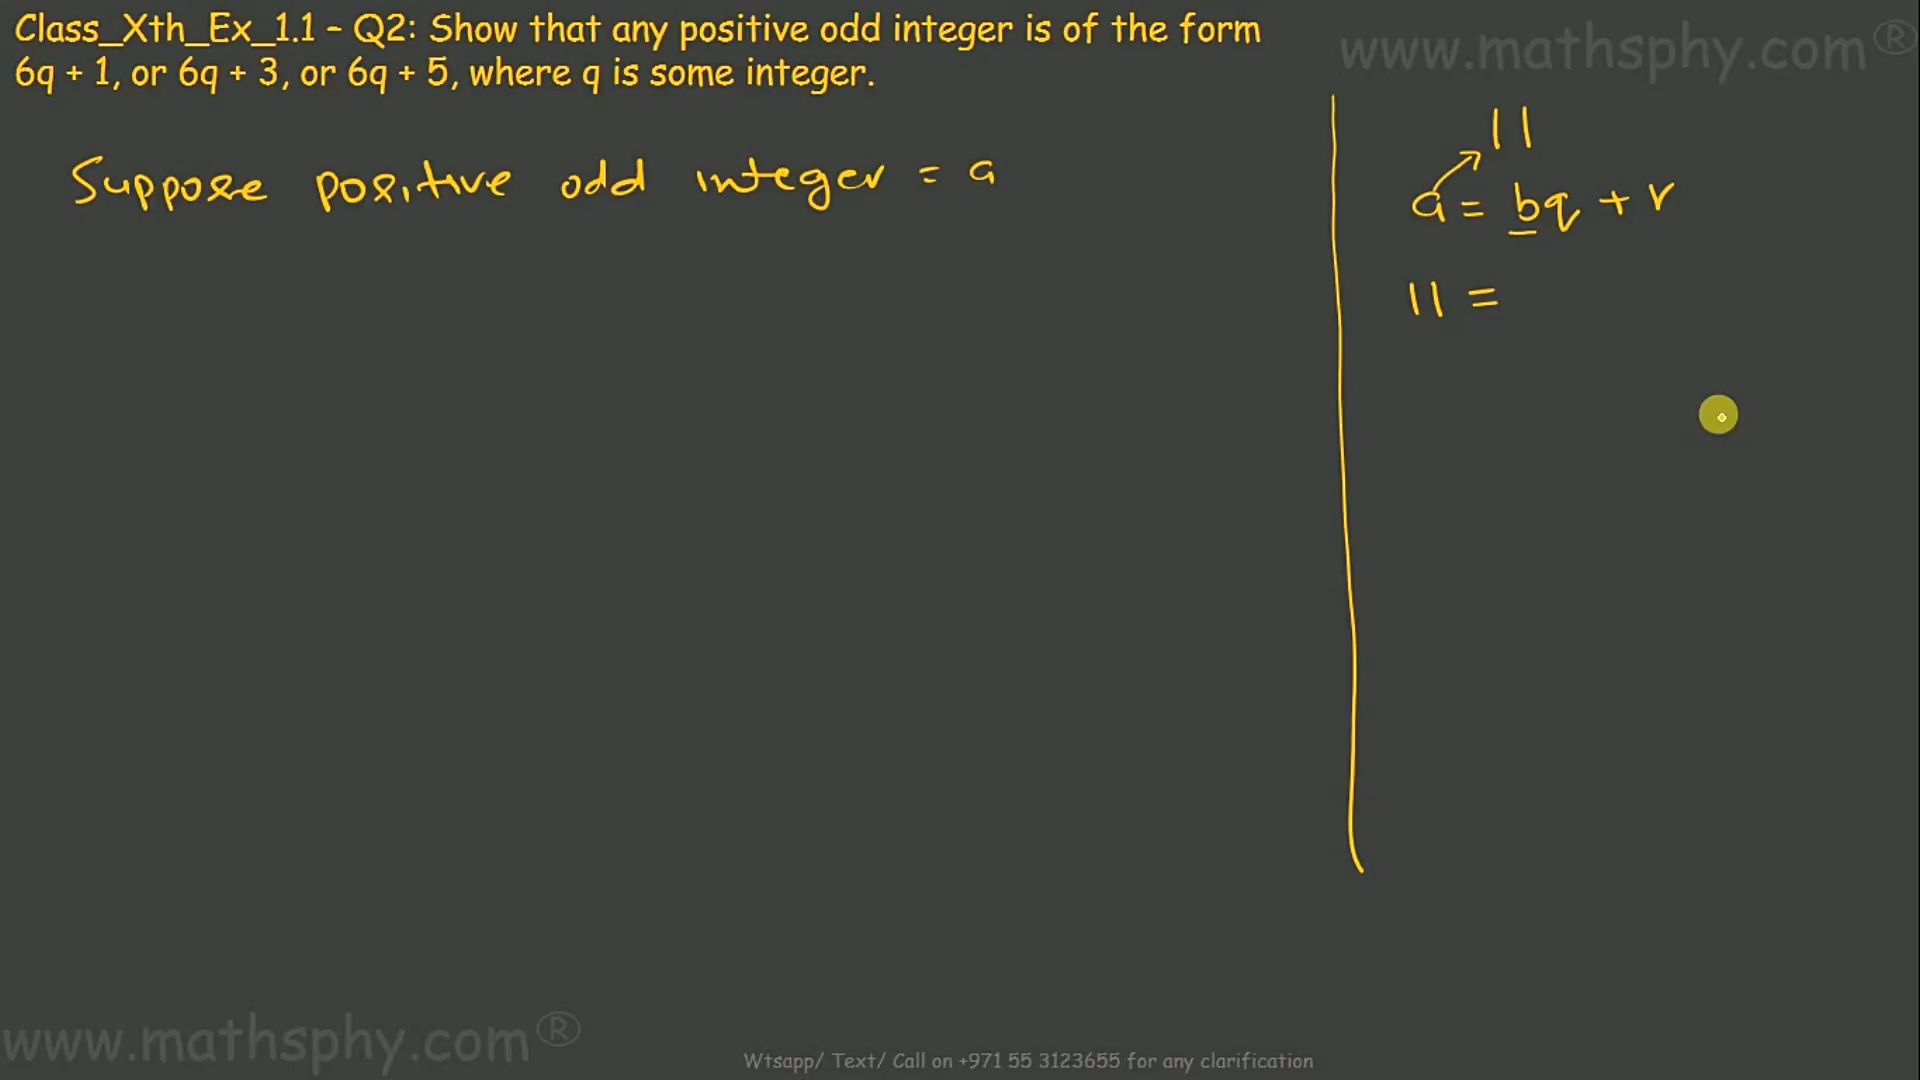 Class_Xth_Ex_1.1 – Q2: Show that any positive odd integer is of the form
6q + 1, or 6q + 3, or 6q + 5, where q is some integer.
www.mathsphy.com®
Suppose positive odd integer = a
11
a = bq + r
11 =
www.mathsphy.com®
Wtsapp/ Text/ Call on +971 55 3123655 for any clarification